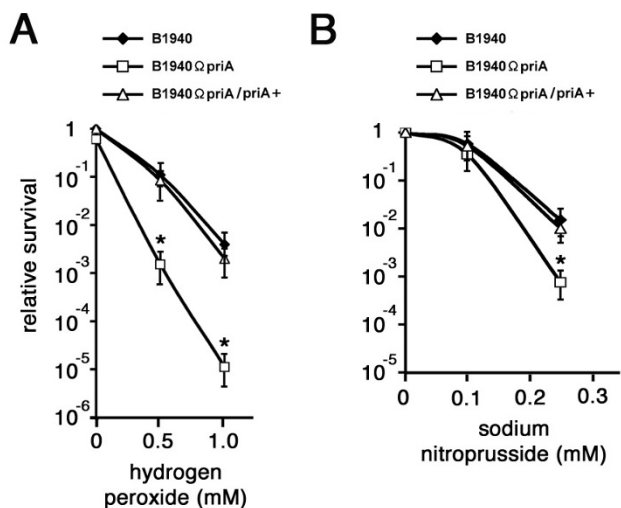 A
B1940
B1940ΩpriA
B1940ΩpriA/priA+
relative survival
1
10⁻¹
10⁻²
10⁻³
10⁻⁴
10⁻⁵
10⁻⁶
*
*
0 0.5 1.0
hydrogen
peroxide (mM)
B
B1940
B1940ΩpriA
B1940ΩpriA/priA+
1
10⁻¹
10⁻²
10⁻³
10⁻⁴
10⁻⁵
*
0 0.1 0.2 0.3
sodium
nitroprusside (mM)